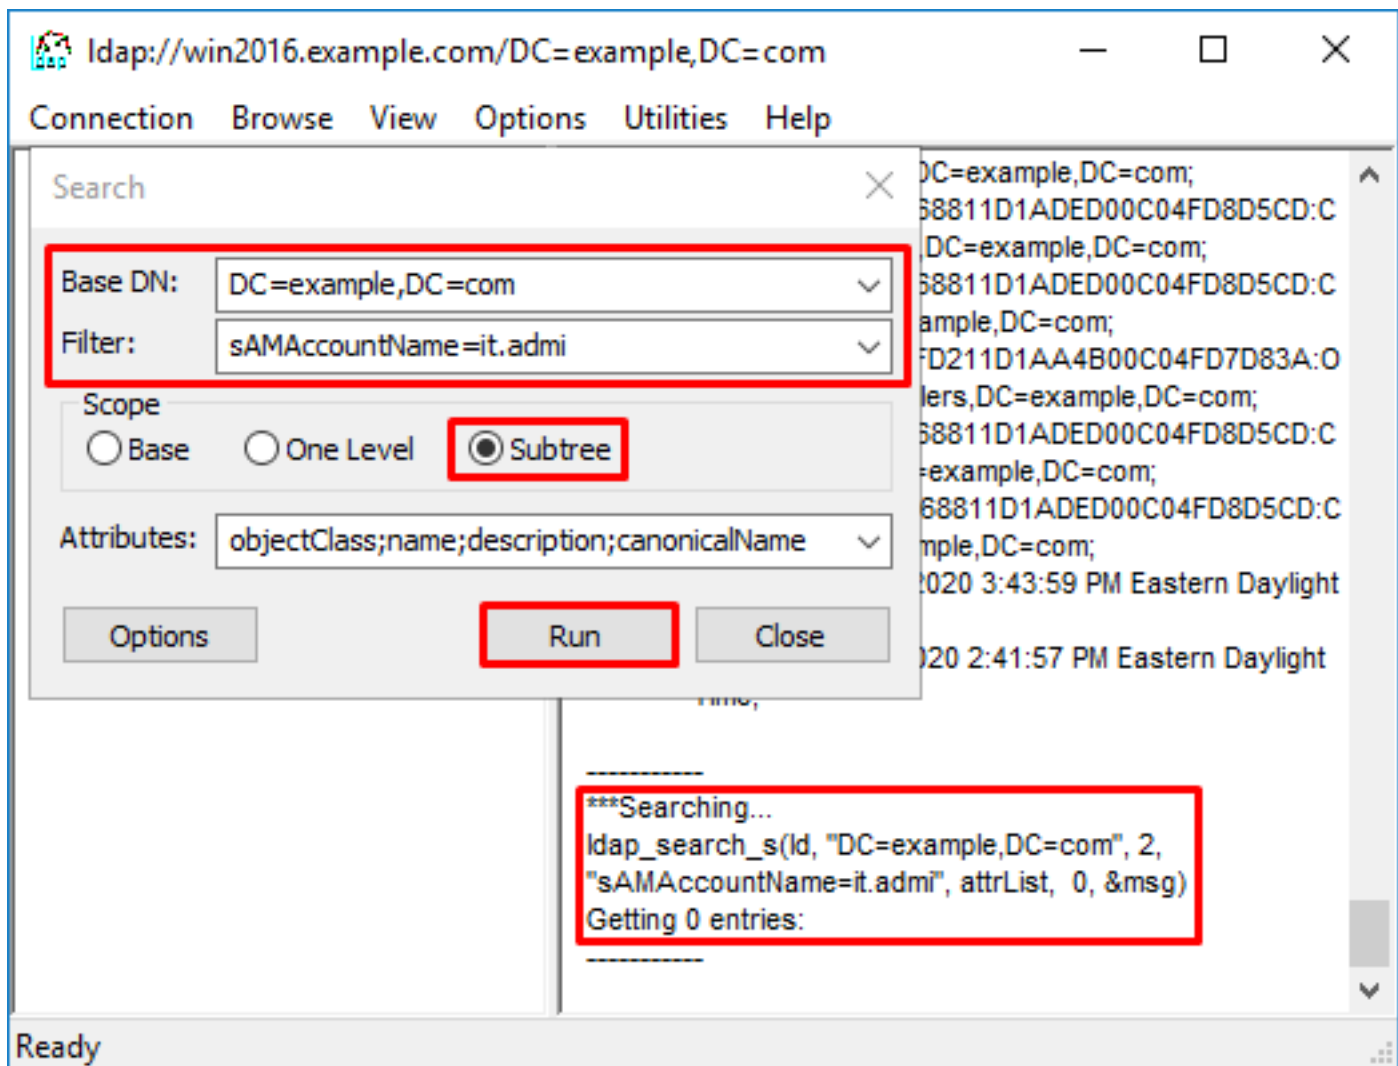 ldap://win2016.example.com/DC=example,DC=com
Connection Browse View Options Utilities Help
Search
Base DN: DC=example,DC=com
Filter: sAMAccountName=it.admi
Scope
Base One Level Subtree
Attributes: objectClass;name;description;canonicalName
Options Run Close
DC=example,DC=com;
68811D1ADED00C04FD8D5CD:C
,DC=example,DC=com;
68811D1ADED00C04FD8D5CD:C
ample,DC=com;
FD211D1AA4B00C04FD7D83A:O
lers,DC=example,DC=com;
68811D1ADED00C04FD8D5CD:C
=example,DC=com;
68811D1ADED00C04FD8D5CD:C
mple,DC=com;
2020 3:43:59 PM Eastern Daylight
020 2:41:57 PM Eastern Daylight
Time;
-----------
***Searching...
ldap_search_s(ld, "DC=example,DC=com", 2,
"sAMAccountName=it.admi", attrList, 0, &msg)
Getting 0 entries:
-----------
Ready